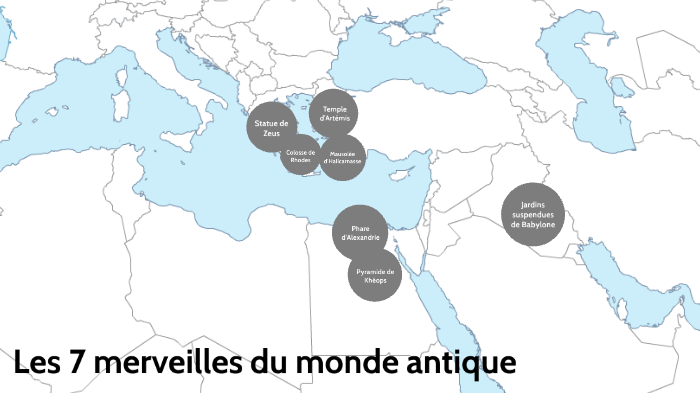 Temple
d'Artémis
Statue de
Zeus
Colosse de
Rhodes
Mausolée
d'Halicarnasse
Jardins
suspendues
de Babylone
Phare
d'Alexandrie
Pyramide de
Khéops
Les 7 merveilles du monde antique